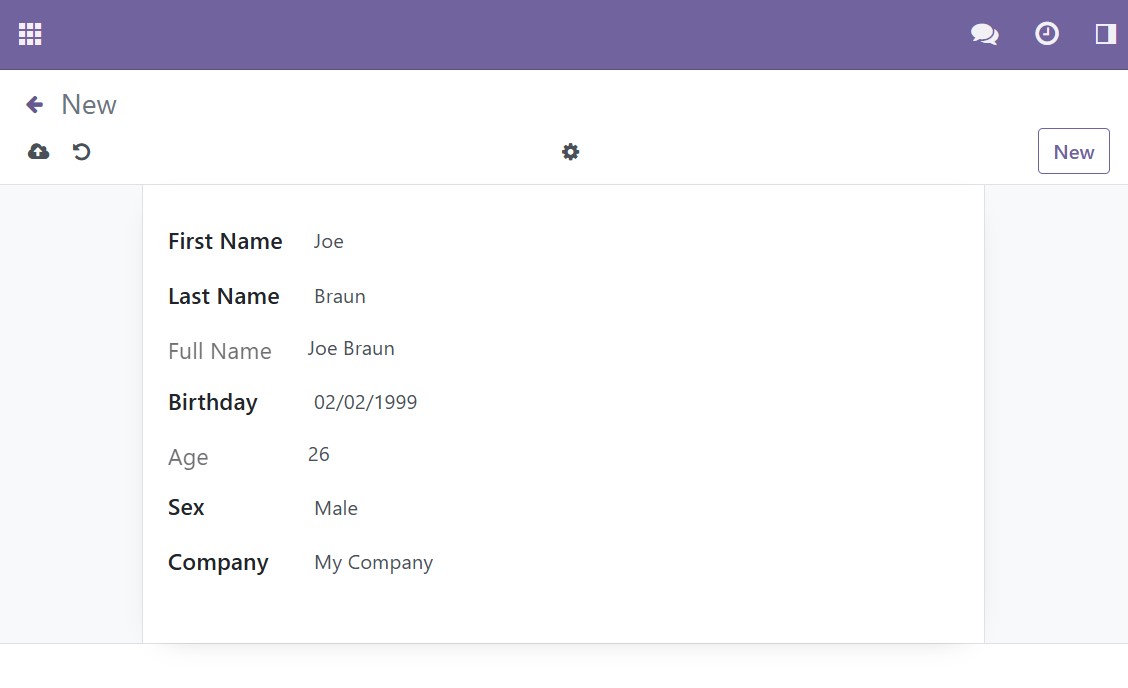 New
New
First Name Joe
Last Name Braun
Full Name Joe Braun
Birthday 02/02/1999
Age 26
Sex Male
Company My Company